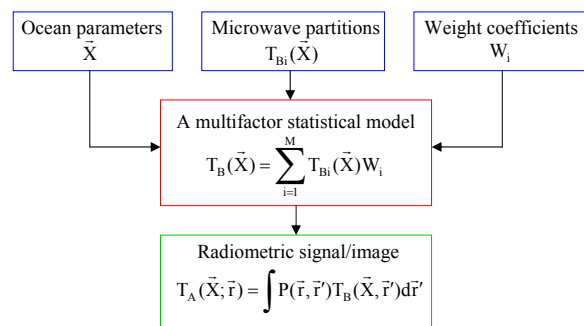 Ocean parameters
X⃗
Microwave partitions
T_Bi(X⃗)
Weight coefficients
W_i
A multifactor statistical model
T_B(X⃗) = ∑_{i=1}^{M} T_Bi(X⃗)W_i
Radiometric signal/image
T_A(X⃗; r⃗) = ∫ P(r⃗, r⃗′)T_B(X⃗, r⃗′)dr⃗′